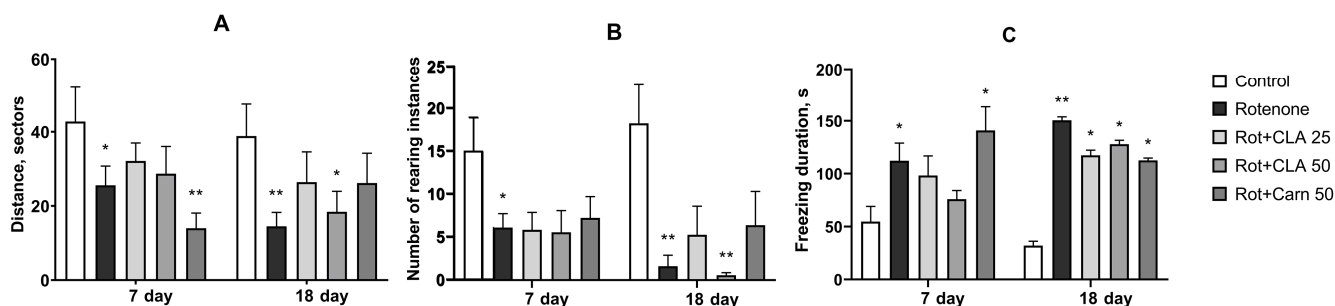 A
Distance, sectors
60
40
20
0
*
**
**
*
7 day
18 day
B
Number of rearing instances
25
20
15
10
5
0
*
**
**
7 day
18 day
C
Freezing duration, s
200
150
100
50
0
*
*
**
*
*
*
7 day
18 day
Control
Rotenone
Rot+CLA 25
Rot+CLA 50
Rot+Carn 50